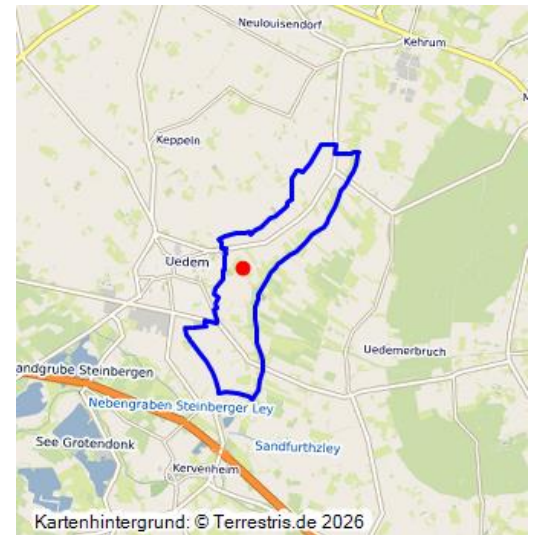 Neulouisendorf
Kehrum
Keppeln
Uedem
Uedemerbruch
andgrube Steinbergen
Nebengraben Steinberger Ley
See Grotendonk
Sandfurthzley
Kervenheim
Kartenhintergrund: © Terrestris.de 2026